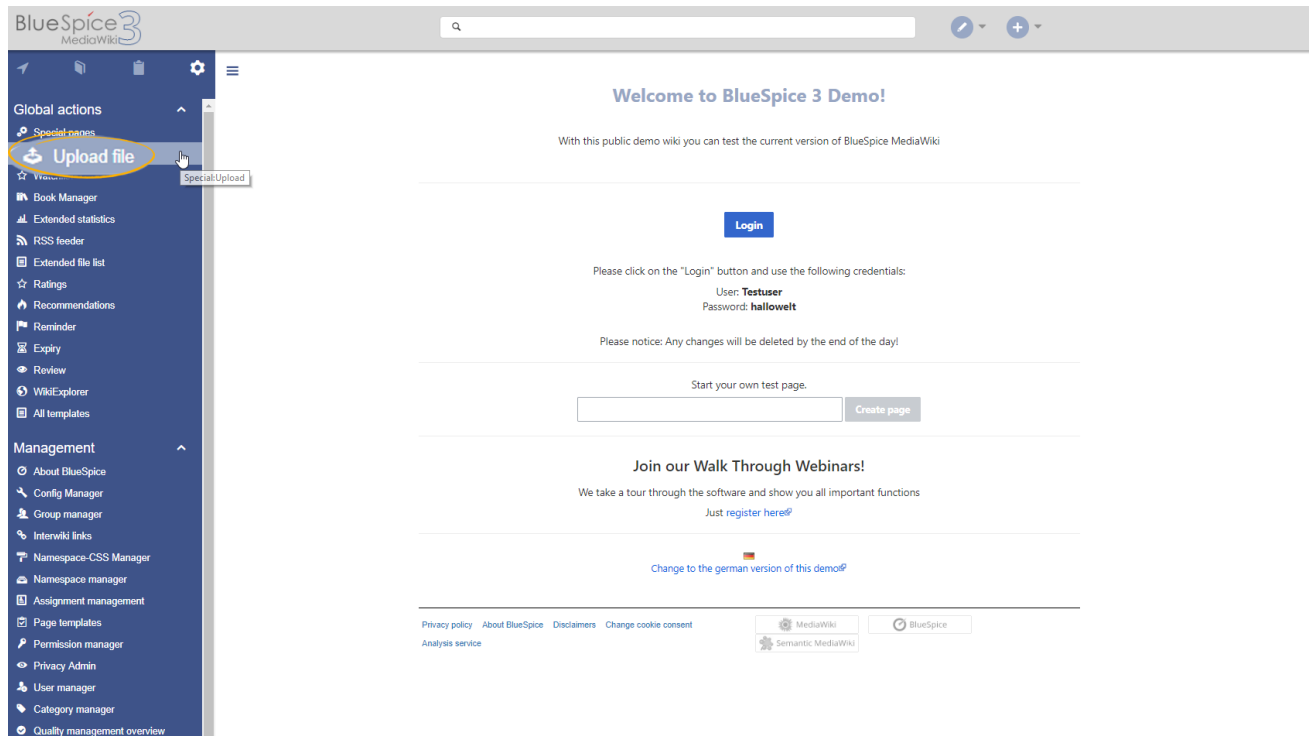 BlueSpice 3
MediaWiki
Global actions
Special pages
Upload file
Special:Upload
Book Manager
Extended statistics
RSS feeder
Extended file list
Ratings
Recommendations
Reminder
Expiry
Review
WikiExplorer
All templates
Management
About BlueSpice
Config Manager
Group manager
Interwiki links
Namespace-CSS Manager
Namespace manager
Assignment management
Page templates
Permission manager
Privacy Admin
User manager
Category manager
Quality management overview
Welcome to BlueSpice 3 Demo!
With this public demo wiki you can test the current version of BlueSpice MediaWiki
Login
Please click on the "Login" button and use the following credentials:
User: Testuser
Password: hallowelt
Please notice: Any changes will be deleted by the end of the day!
Start your own test page.
Create page
Join our Walk Through Webinars!
We take a tour through the software and show you all important functions
Just register here
Change to the german version of this demo
Privacy policy About BlueSpice Disclaimers Change cookie consent
Analysis service
MediaWiki
BlueSpice
Semantic MediaWiki